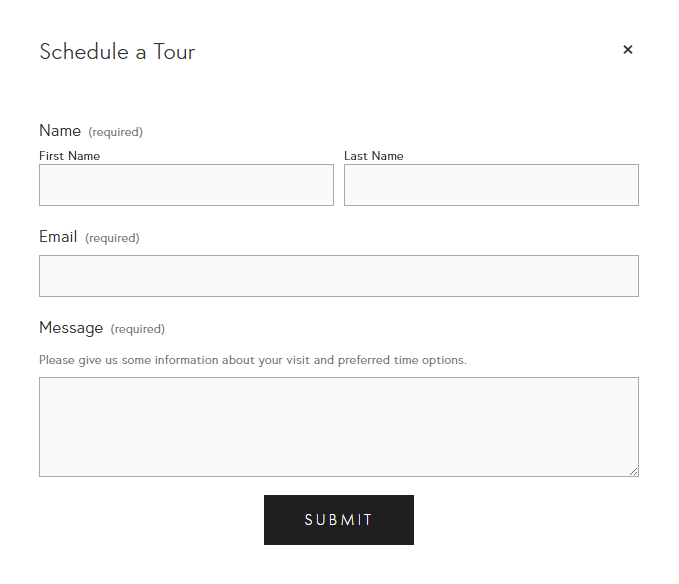 Schedule a Tour ×
Name (required)
First Name Last Name
Email (required)
Message (required)
Please give us some information about your visit and preferred time options.
SUBMIT